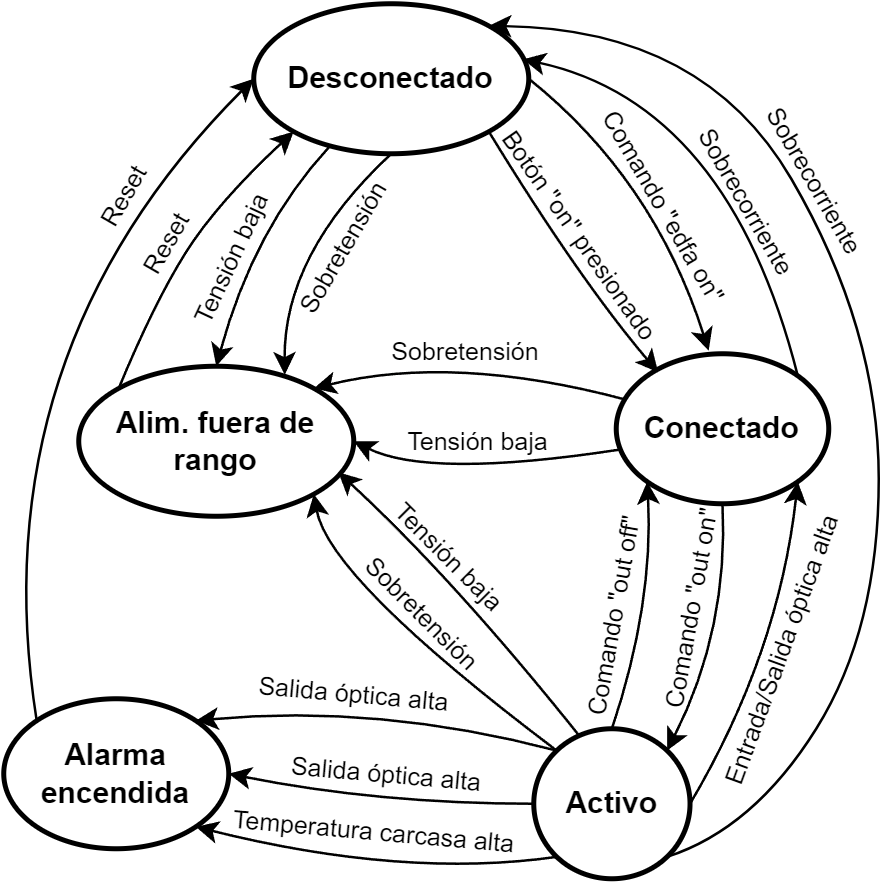 Desconectado
Sobrecorriente
Sobrecorriente
Comando "edfa on"
Botón "on" presionado
Reset
Reset
Tensión baja
Sobretensión
Sobretensión
Alim. fuera de
rango
Tensión baja
Conectado
Tensión baja
Sobretensión
Comando "out off"
Comando "out on"
Entrada/Salida óptica alta
Salida óptica alta
Alarma
encendida
Salida óptica alta
Activo
Temperatura carcasa alta